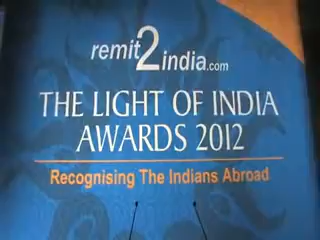 remit2india.com
THE LIGHT OF INDIA
AWARDS 2012
Recognising The Indians Abroad